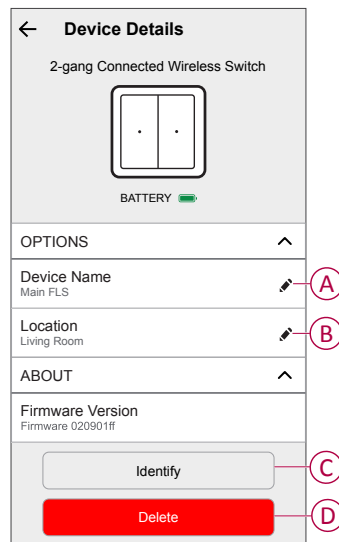 Device Details
2-gang Connected Wireless Switch
BATTERY
OPTIONS
Device Name
Main FLS
A
Location
Living Room
B
ABOUT
Firmware Version
Firmware 020901ff
Identify
C
Delete
D